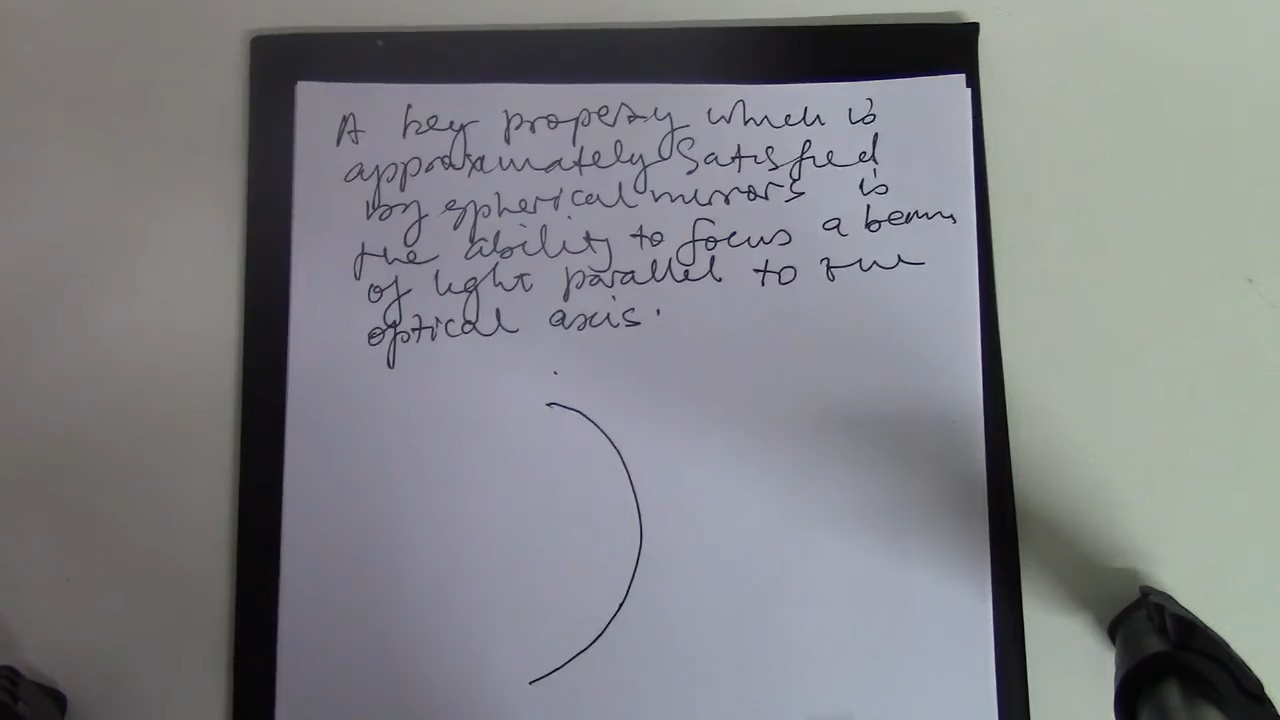 A key property which is
approximately satisfied
by spherical mirrors is
the ability to focus a beam
of light parallel to the
optical axis.